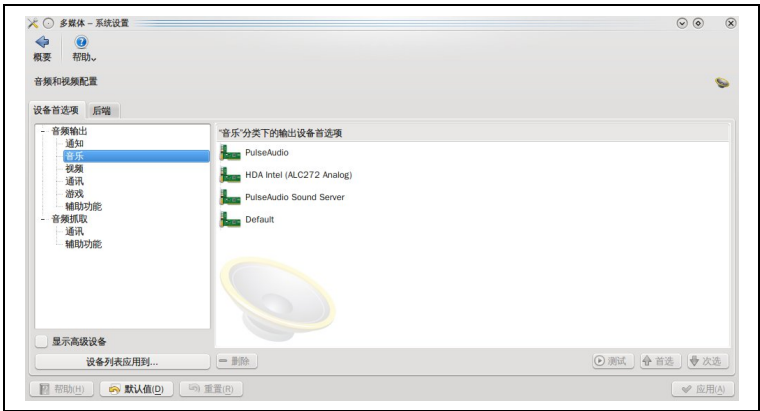 多媒体 – 系统设置
概要
帮助
音频和视频配置
设备首选项
后端
音频输出
通知
音乐
视频
通讯
游戏
辅助功能
音频抓取
通讯
辅助功能
显示高级设备
设备列表应用到...
"音乐"分类下的输出设备首选项
PulseAudio
HDA Intel (ALC272 Analog)
PulseAudio Sound Server
Default
删除
测试
首选
次选
帮助(H)
默认值(D)
重置(R)
应用(A)